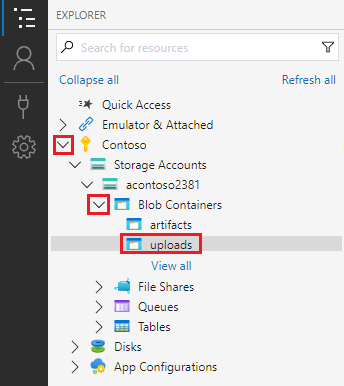 EXPLORER
Search for resources
Collapse all Refresh all
Quick Access
Emulator & Attached
Contoso
Storage Accounts
acontoso2381
Blob Containers
artifacts
uploads
View all
File Shares
Queues
Tables
Disks
App Configurations